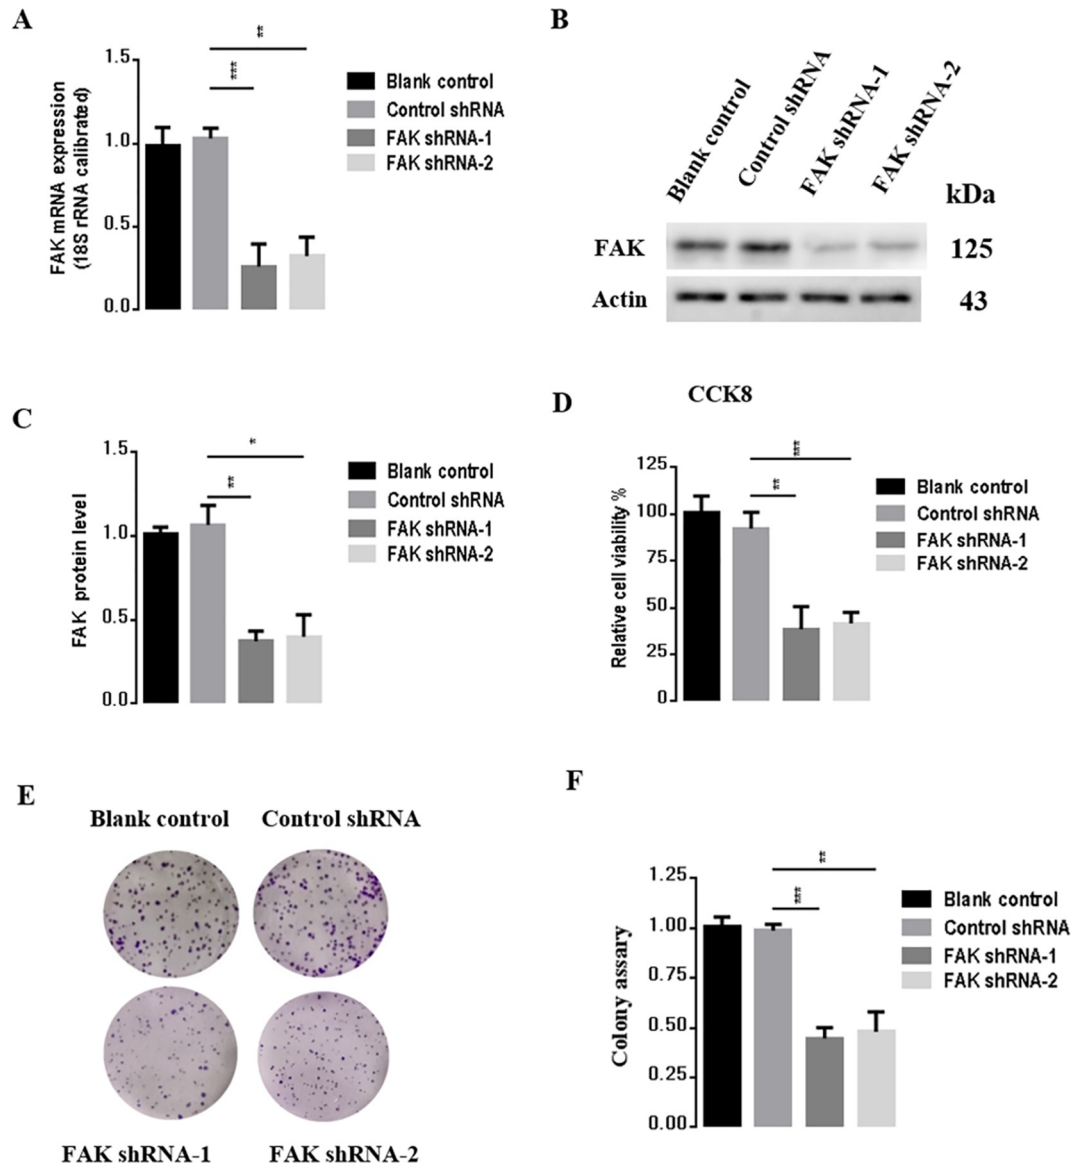 A
FAK mRNA expression
(18S rRNA calibrated)
1.5
1.0
0.5
0.0
**
***
Blank control
Control shRNA
FAK shRNA-1
FAK shRNA-2
B
Blank control
Control shRNA
FAK shRNA-1
FAK shRNA-2
kDa
FAK
125
Actin
43
C
FAK protein level
1.5
1.0
0.5
0.0
*
**
Blank control
Control shRNA
FAK shRNA-1
FAK shRNA-2
D
CCK8
Relative cell viability %
125
100
75
50
25
0
***
**
Blank control
Control shRNA
FAK shRNA-1
FAK shRNA-2
E
Blank control
Control shRNA
FAK shRNA-1
FAK shRNA-2
F
Colony assary
1.25
1.00
0.75
0.50
0.25
0.00
**
***
Blank control
Control shRNA
FAK shRNA-1
FAK shRNA-2